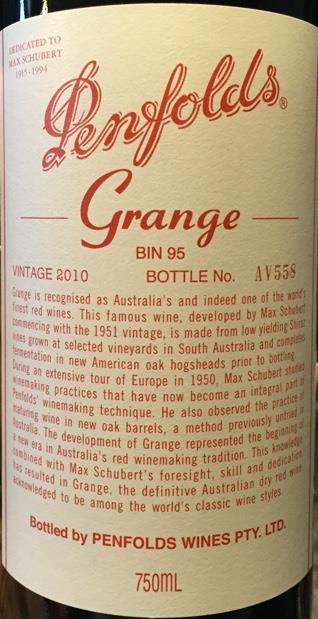 DEDICATED TO
MAX SCHUBERT
1915-1994
Penfolds®
Grange
BIN 95
VINTAGE 2010 BOTTLE No. AV558
Grange is recognised as Australia's and indeed one of the world's
finest red wines. This famous wine, developed by Max Schubert
commencing with the 1951 vintage, is made from low yielding Shiraz
vines grown at selected vineyards in South Australia and completes
fermentation in new American oak hogsheads prior to bottling.
During an extensive tour of Europe in 1950, Max Schubert studied
winemaking practices that have now become an integral part of
Penfolds' winemaking technique. He also observed the practice of
maturing wine in new oak barrels, a method previously untried in
Australia. The development of Grange represented the beginning of
a new era in Australia's red winemaking tradition. This knowledge,
combined with Max Schubert's foresight, skill and dedication,
has resulted in Grange, the definitive Australian dry red wine,
acknowledged to be among the world's classic wine styles.
Bottled by PENFOLDS WINES PTY. LTD.
750mL